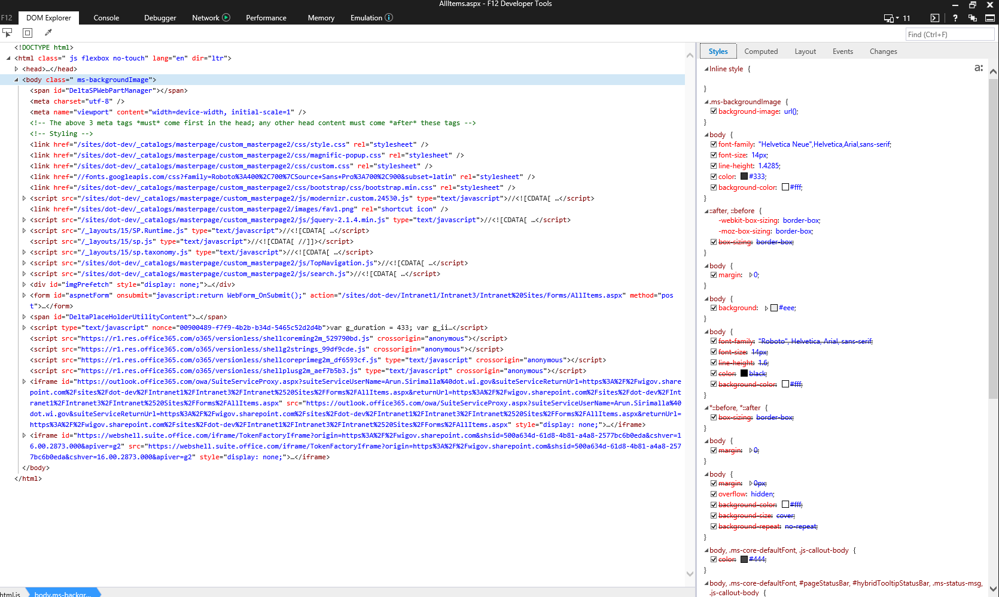 AllItems.aspx - F12 Developer Tools
F12 DOM Explorer Console Debugger Network Performance Memory Emulation 11 ?
Find (Ctrl+F)
<!DOCTYPE html>
<html class=" js flexbox no-touch" lang="en" dir="ltr">
<head>…</head>
<body class=" ms-backgroundImage">
<span id="DeltaSPWebPartManager"></span>
<meta charset="utf-8" />
<meta name="viewport" content="width=device-width, initial-scale=1" />
<!-- The above 3 meta tags *must* come first in the head; any other head content must come *after* these tags -->
<!-- Styling -->
<link href="/sites/dot-dev/_catalogs/masterpage/custom_masterpage2/css/style.css" rel="stylesheet" />
<link href="/sites/dot-dev/_catalogs/masterpage/custom_masterpage2/css/magnific-popup.css" rel="stylesheet" />
<link href="/sites/dot-dev/_catalogs/masterpage/custom_masterpage2/css/custom.css" rel="stylesheet" />
<link href="//fonts.googleapis.com/css?family=Roboto%3A400%2C700%7CSource+Sans+Pro%3A700%2C900&subset=latin" rel="stylesheet" />
<link href="/sites/dot-dev/_catalogs/masterpage/custom_masterpage2/css/bootstrap/css/bootstrap.min.css" rel="stylesheet" />
<script src="/sites/dot-dev/_catalogs/masterpage/custom_masterpage2/js/modernizr.custom.24530.js" type="text/javascript">//<![CDATA[ …</script>
<link href="/sites/dot-dev/_catalogs/masterpage/custom_masterpage2/images/fav1.png" rel="shortcut icon" />
<script src="/sites/dot-dev/_catalogs/masterpage/custom_masterpage2/js/jquery-2.1.4.min.js" type="text/javascript">//<![CDATA[ …</script>
<script src="/_layouts/15/SP.Runtime.js" type="text/javascript">//<![CDATA[ …</script>
<script src="/_layouts/15/sp.js" type="text/javascript">//<![CDATA[ //]]></script>
<script src="/_layouts/15/sp.taxonomy.js" type="text/javascript">//<![CDATA[ …</script>
<script src="/sites/dot-dev/_catalogs/masterpage/custom_masterpage2/js/TopNavigation.js">//<![CDATA[ …</script>
<script src="/sites/dot-dev/_catalogs/masterpage/custom_masterpage2/js/search.js">//<![CDATA[ …</script>
<div id="imgPrefetch" style="display: none;">…</div>
<form id="aspnetForm" onsubmit="javascript:return WebForm_OnSubmit();" action="/sites/dot-dev/Intranet1/Intranet3/Intranet%20Sites/Forms/AllItems.aspx" method="pos
t">…</form>
<span id="DeltaPlaceHolderUtilityContent">…</span>
<script type="text/javascript" nonce="00900489-f7f9-4b2b-b34d-5465c52d2d4b">var g_duration = 433; var g_ii…</script>
<script src="https://r1.res.office365.com/o365/versionless/shellcoreming2m_529790bd.js" crossorigin="anonymous"></script>
<script src="https://r1.res.office365.com/o365/versionless/shellg2strings_99df9cde.js" crossorigin="anonymous"></script>
<script src="https://r1.res.office365.com/o365/versionless/shellcoreprimeg2m_df6593cf.js" type="text/javascript" crossorigin="anonymous"></script>
<script src="https://r1.res.office365.com/o365/versionless/shellplusg2m_aef7b5b3.js" type="text/javascript" crossorigin="anonymous"></script>
<iframe id="https://outlook.office365.com/owa/SuiteServiceProxy.aspx?suiteServiceUserName=Arun.Sirimalla%40dot.wi.gov&suiteServiceReturnUrl=https%3A%2F%2Fwigov.share
point.com%2Fsites%2Fdot-dev%2FIntranet1%2FIntranet3%2FIntranet%2520Sites%2FForms%2FAllItems.aspx&returnUrl=https%3A%2F%2Fwigov.sharepoint.com%2Fsites%2Fdot-dev%2FInt
ranet1%2FIntranet3%2FIntranet%2520Sites%2FForms%2FAllItems.aspx" src="https://outlook.office365.com/owa/SuiteServiceProxy.aspx?suiteServiceUserName=Arun.Sirimalla%40
dot.wi.gov&suiteServiceReturnUrl=https%3A%2F%2Fwigov.sharepoint.com%2Fsites%2Fdot-dev%2FIntranet1%2FIntranet3%2FIntranet%2520Sites%2FForms%2FAllItems.aspx&returnUrl=
https%3A%2F%2Fwigov.sharepoint.com%2Fsites%2Fdot-dev%2FIntranet1%2FIntranet3%2FIntranet%2520Sites%2FForms%2FAllItems.aspx" style="display: none;">…</iframe>
<iframe id="https://webshell.suite.office.com/iframe/TokenFactoryIframe?origin=https%3A%2F%2Fwigov.sharepoint.com&shsid=500a634d-61d8-4b81-a4a8-2577bc6b0eda&cshver=1
6.00.2873.000&apiver=g2" src="https://webshell.suite.office.com/iframe/TokenFactoryIframe?origin=https%3A%2F%2Fwigov.sharepoint.com&shsid=500a634d-61d8-4b81-a4a8-257
7bc6b0eda&cshver=16.00.2873.000&apiver=g2" style="display: none;">…</iframe>
</body>
</html>
html.js body.ms-backgr...
Styles Computed Layout Events Changes
Inline style { a:
}
.ms-backgroundImage {
background-image: url();
}
body {
font-family: "Helvetica Neue",Helvetica,Arial,sans-serif;
font-size: 14px;
line-height: 1.4285;
color: #333;
background-color: #fff;
}
::after, ::before {
-webkit-box-sizing: border-box;
-moz-box-sizing: border-box;
box-sizing: border-box;
}
body {
margin: 0;
}
body {
background: #eee;
}
body {
font-family: "Roboto", Helvetica, Arial, sans-serif;
font-size: 14px;
line-height: 1.6;
color: black;
background-color: #fff;
}
*::before, *::after {
box-sizing: border-box;
}
body {
margin: 0;
}
body {
margin: 0px;
overflow: hidden;
background-color: #fff;
background-size: cover;
background-repeat: no-repeat;
}
body, .ms-core-defaultFont, .js-callout-body {
color: #444;
}
body, .ms-core-defaultFont, #pageStatusBar, #hybridTooltipStatusBar, .ms-status-msg,
.js-callout-body {